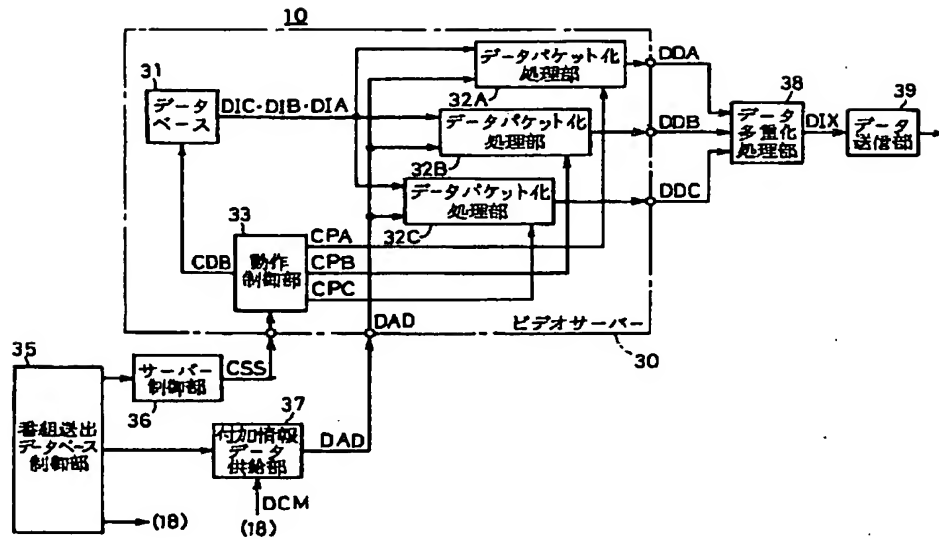 10
31
データ
ベース
DIC・DIB・DIA
データパケット化
処理部
32A
データパケット化
処理部
32B
データパケット化
処理部
32C
DDA
DDB
DDC
38
データ
多重化
処理部
DIX
39
データ
送信部
33
動作
制御部
CDB
CPA
CPB
CPC
DAD
ビデオサーバー
30
35
番組送出
データベース
制御部
サーバー
制御部
36
CSS
37
付加情報
データ
供給部
DAD
DCM
(18)
(18)